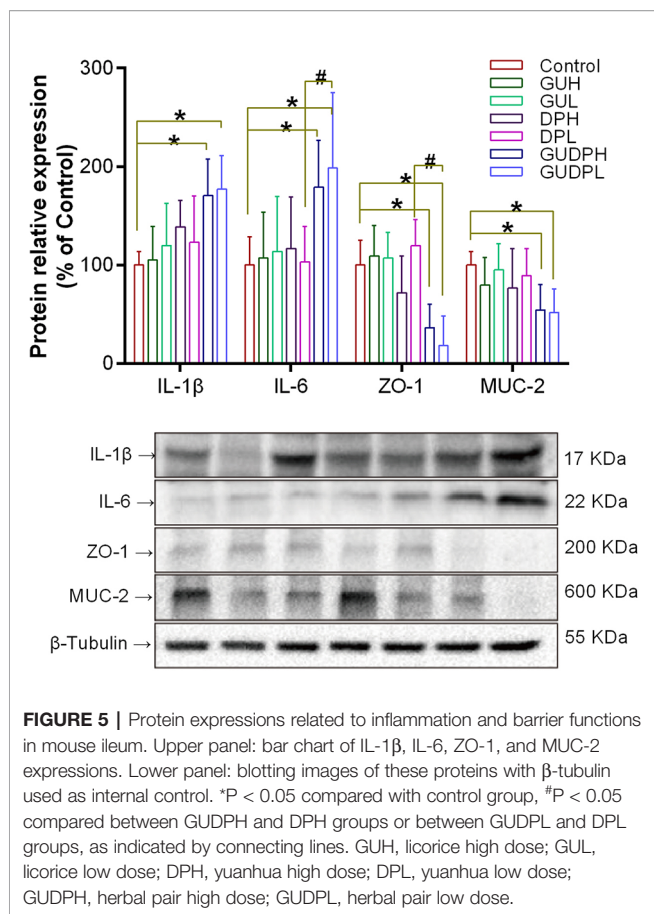 Protein relative expression
(% of Control)
300
200
100
0
*
*
*
*
#
*
*
#
*
*
Control
GUH
GUL
DPH
DPL
GUDPH
GUDPL
IL-1β
IL-6
ZO-1
MUC-2
IL-1β → 17 KDa
IL-6 → 22 KDa
ZO-1 → 200 KDa
MUC-2 → 600 KDa
β-Tubulin → 55 KDa
FIGURE 5 | Protein expressions related to inflammation and barrier functions
in mouse ileum. Upper panel: bar chart of IL-1β, IL-6, ZO-1, and MUC-2
expressions. Lower panel: blotting images of these proteins with β-tubulin
used as internal control. *P < 0.05 compared with control group, #P < 0.05
compared between GUDPH and DPH groups or between GUDPL and DPL
groups, as indicated by connecting lines. GUH, licorice high dose; GUL,
licorice low dose; DPH, yuanhua high dose; DPL, yuanhua low dose;
GUDPH, herbal pair high dose; GUDPL, herbal pair low dose.